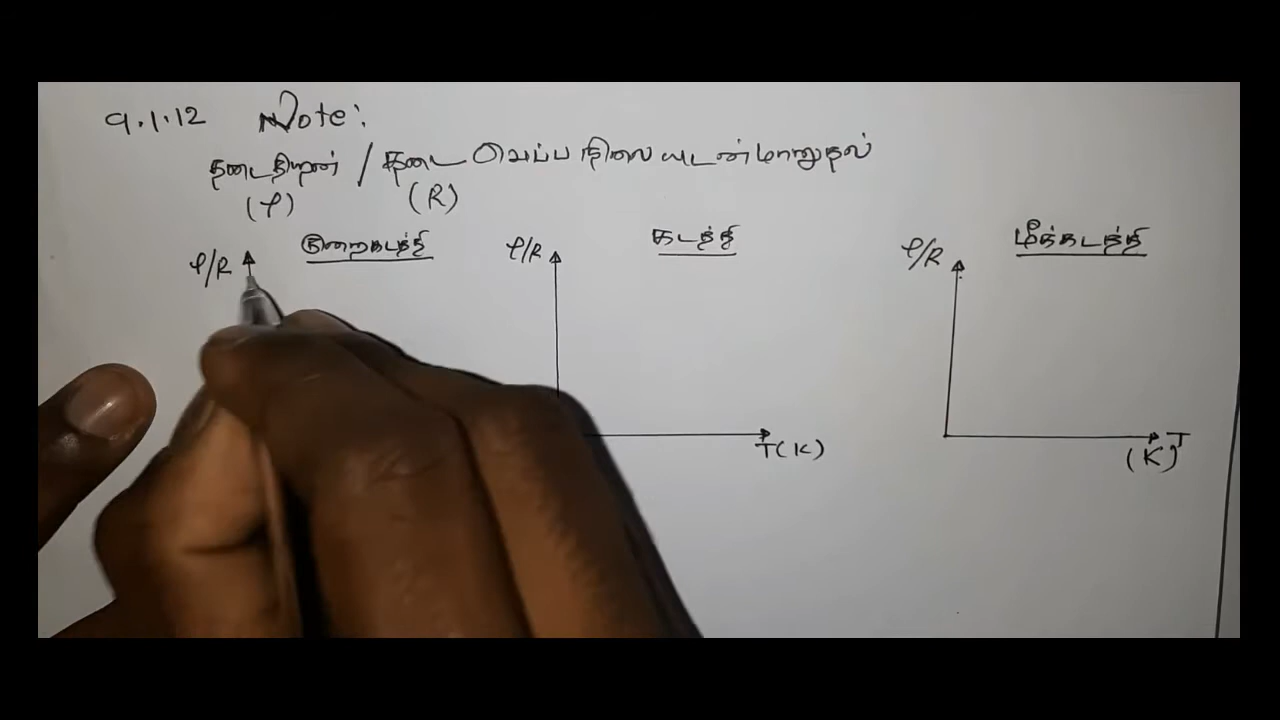 9.1.12 Note:
தடைதிறன் / தடை வெப்பநிலையுடன் மாறுதல்
(ρ) (R)
ρ/R குறைகடத்தி ρ/R கடத்தி ρ/R மீக்கடத்தி
T(K) T
(K)